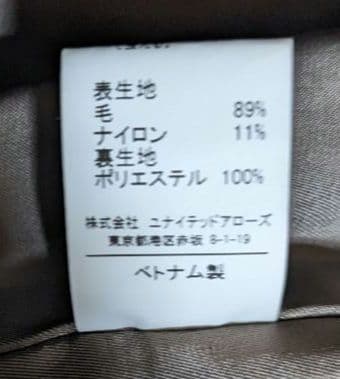 表生地
毛 89%
ナイロン 11%
裏生地
ポリエステル 100%
株式会社 ユナイテッドアローズ
東京都港区赤坂 8-1-19
ベトナム製